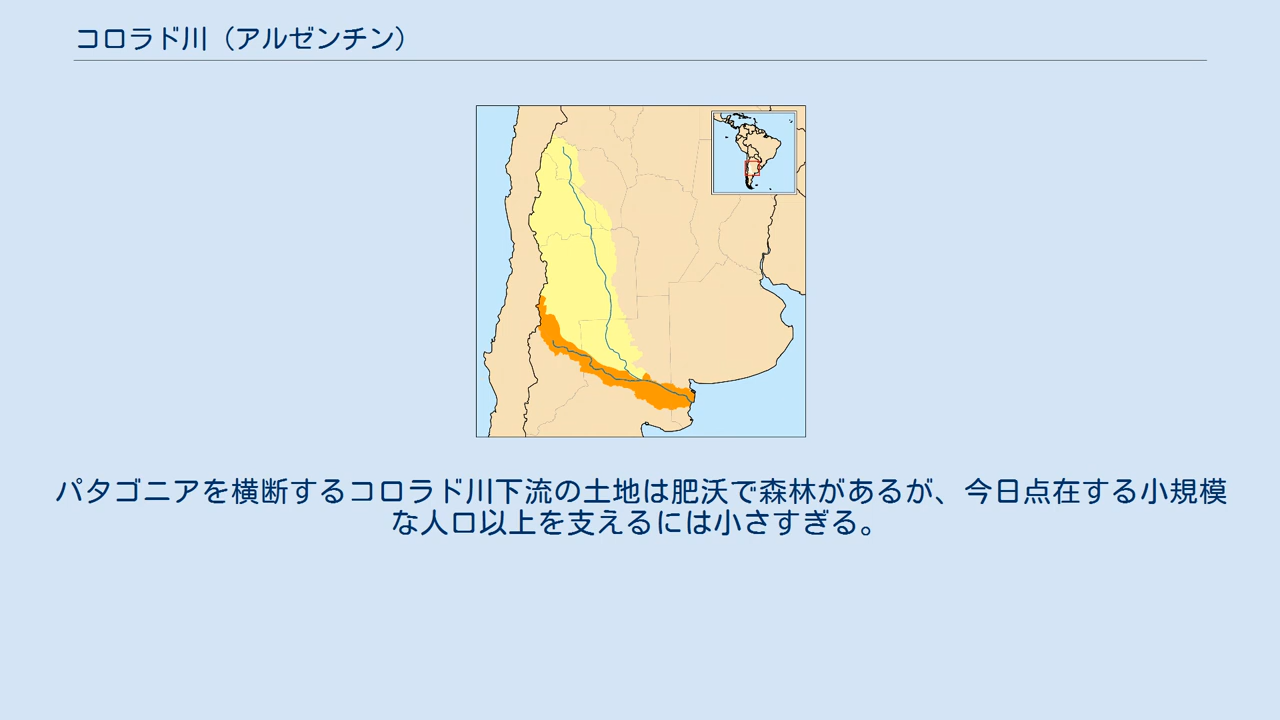 コロラド川（アルゼンチン）
パタゴニアを横断するコロラド川下流の土地は肥沃で森林があるが、今日点在する小規模
な人口以上を支えるには小さすぎる。